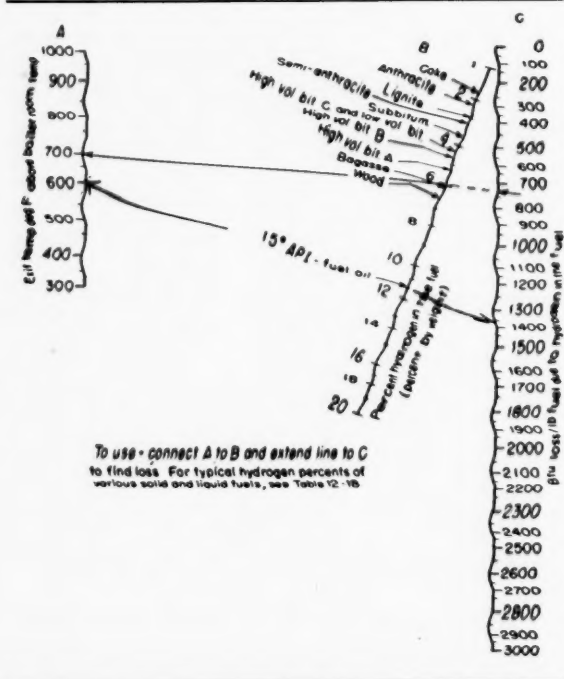 A
1000
900
800
700
600
500
400
300
Exit temp deg F above boiler room temp
B
Coke
Anthracite
Lignite
Semi-anthracite
Subbitum.
High vol bit C and low vol bit
High vol bit B
High vol bit A
Bagasse
Wood
15° API - fuel oil
1
2
4
6
8
10
12
14
16
18
20
Percent hydrogen in fuel
(percent by weight)
C
0
100
200
300
400
500
600
700
800
900
1000
1100
1200
1300
1400
1500
1600
1700
1800
1900
2000
2100
2200
2300
2400
2500
2600
2700
2800
2900
3000
Btu loss/lb fuel due to hydrogen in the fuel
To use - connect A to B and extend line to C
to find loss. For typical hydrogen percents of
various solid and liquid fuels, see Table 12-1B